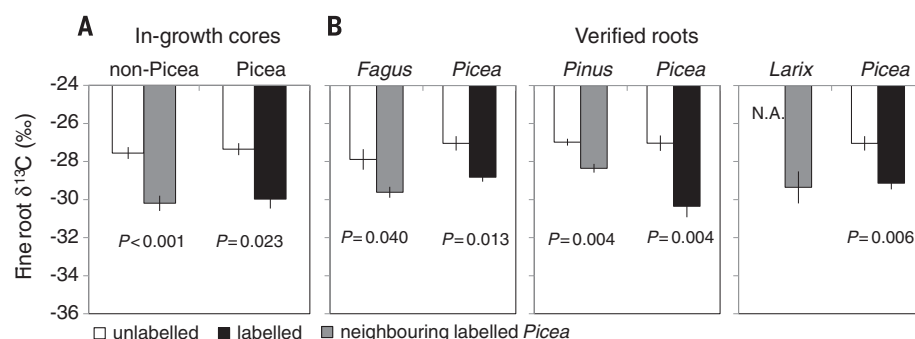 A In-growth cores B Verified roots
non-Picea Picea Fagus Picea Pinus Picea Larix Picea
Fine root δ¹³C (‰)
-24
-26
-28
-30
-32
-34
-36
N.A.
P<0.001 P=0.023 P=0.040 P=0.013 P=0.004 P=0.004 P=0.006
unlabelled labelled neighbouring labelled Picea